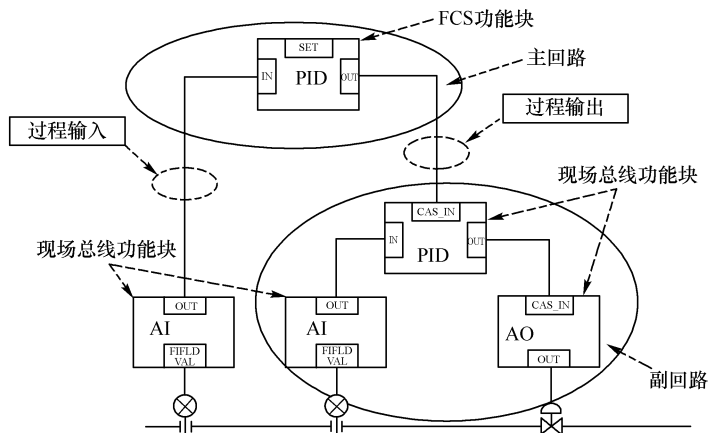 FCS功能块
SET
IN
PID
OUT
主回路
过程输入
过程输出
现场总线功能块
CAS_IN
IN
OUT
PID
现场总线功能块
OUT
AI
FIFLD
VAL
OUT
AI
FIFLD
VAL
CAS_IN
AO
OUT
副回路